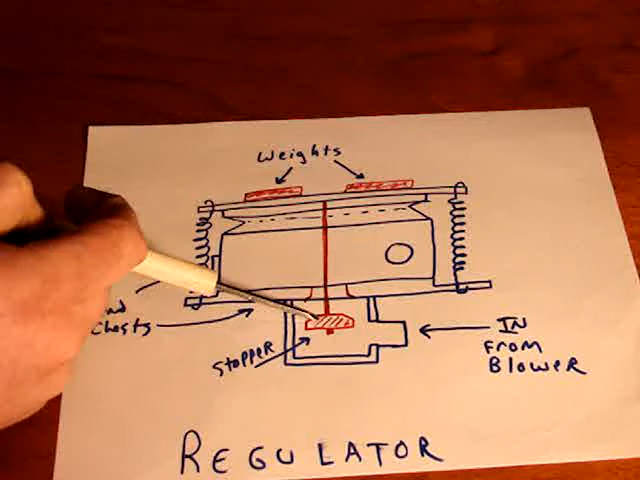 Weights
Chests
Stopper
IN
FROM
BLOWER
REGULATOR